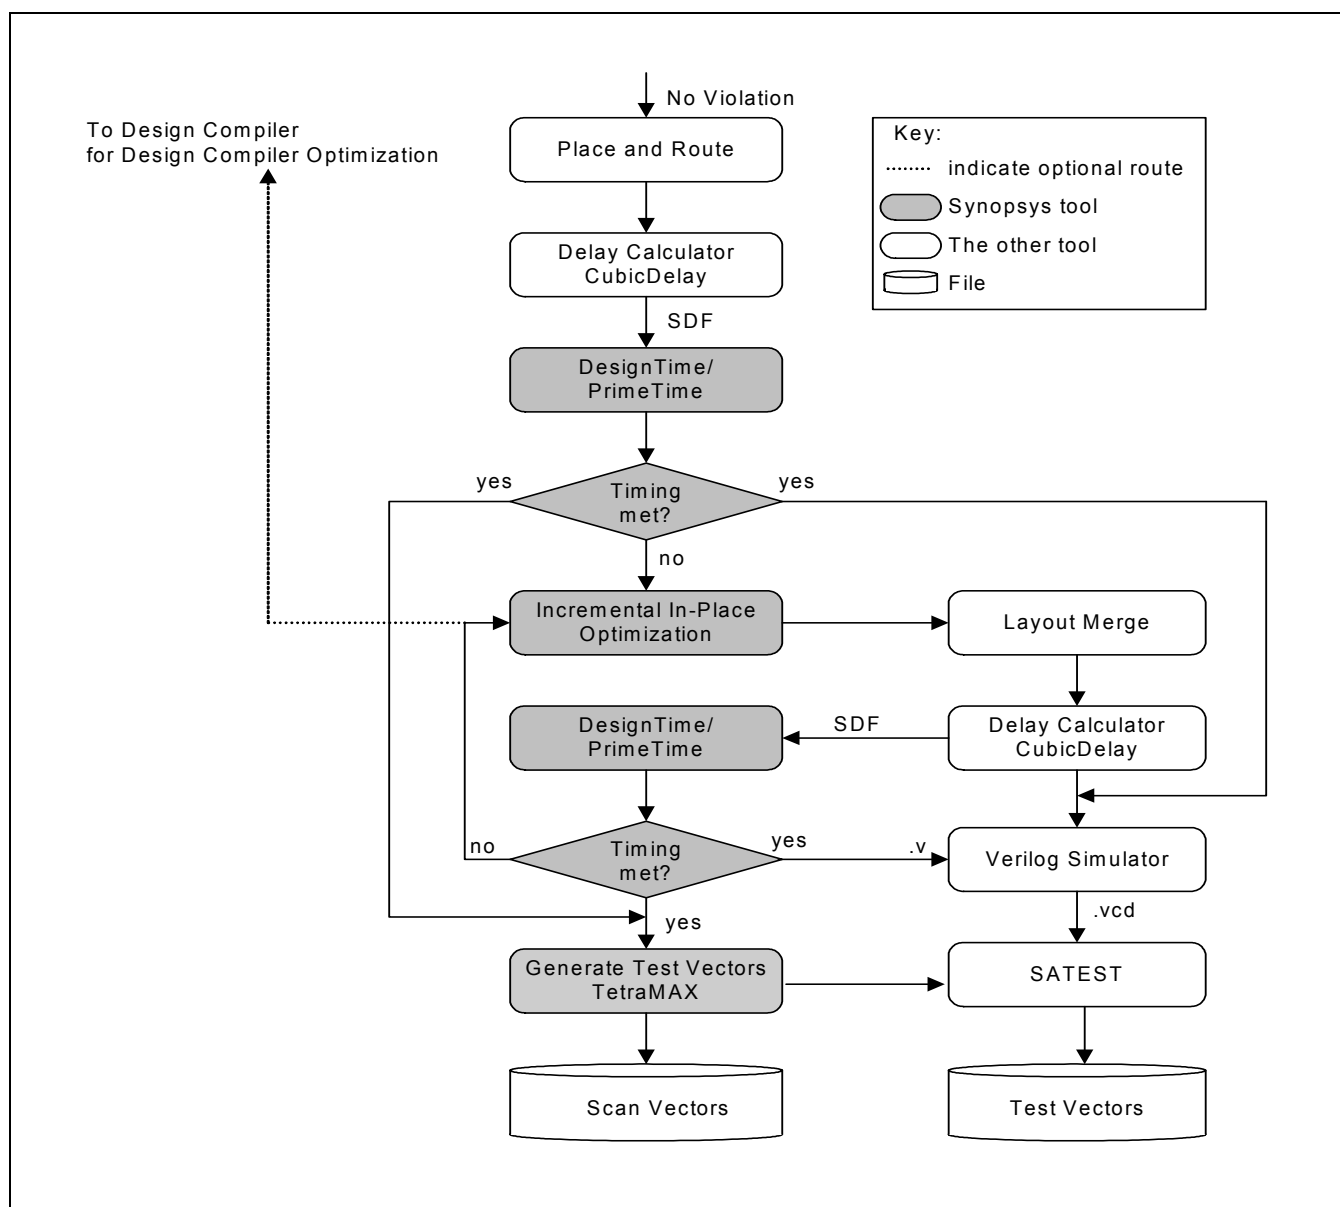 No Violation
To Design Compiler
for Design Compiler Optimization
Place and Route
Key:
indicate optional route
Synopsys tool
The other tool
File
Delay Calculator
CubicDelay
SDF
DesignTime/
PrimeTime
yes
Timing
met?
yes
no
Incremental In-Place
Optimization
Layout Merge
DesignTime/
PrimeTime
SDF
Delay Calculator
CubicDelay
no
Timing
met?
yes
.v
Verilog Simulator
yes
.vcd
Generate Test Vectors
TetraMAX
SATEST
Scan Vectors
Test Vectors